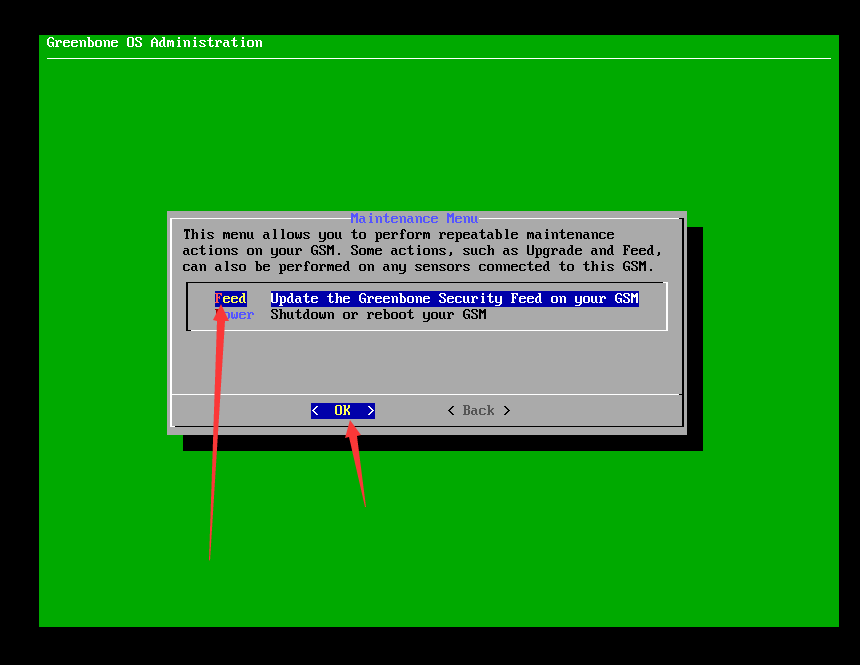 Greenbone OS Administration
Maintenance Menu
This menu allows you to perform repeatable maintenance
actions on your GSM. Some actions, such as Upgrade and Feed,
can also be performed on any sensors connected to this GSM.
Feed Update the Greenbone Security Feed on your GSM
Power Shutdown or reboot your GSM
< OK > < Back >